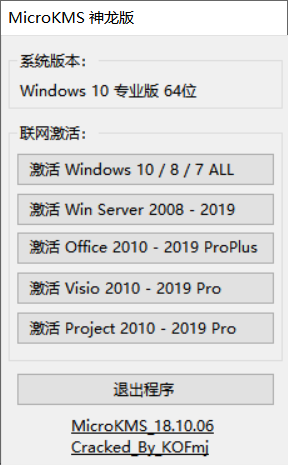 MicroKMS 神龙版
系统版本：
Windows 10 专业版 64位
联网激活：
激活 Windows 10 / 8 / 7 ALL
激活 Win Server 2008 - 2019
激活 Office 2010 - 2019 ProPlus
激活 Visio 2010 - 2019 Pro
激活 Project 2010 - 2019 Pro
退出程序
MicroKMS_18.10.06
Cracked_By_KOFmj